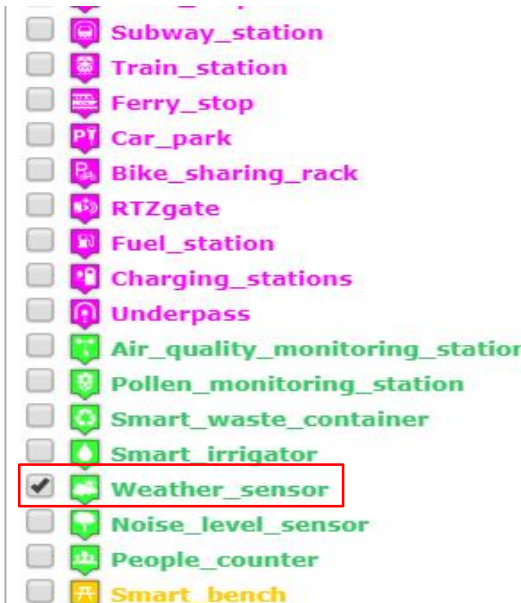 Subway_station
Train_station
Ferry_stop
Car_park
Bike_sharing_rack
RTZgate
Fuel_station
Charging_stations
Underpass
Air_quality_monitoring_station
Pollen_monitoring_station
Smart_waste_container
Smart_irrigator
Weather_sensor
Noise_level_sensor
People_counter
Smart_bench